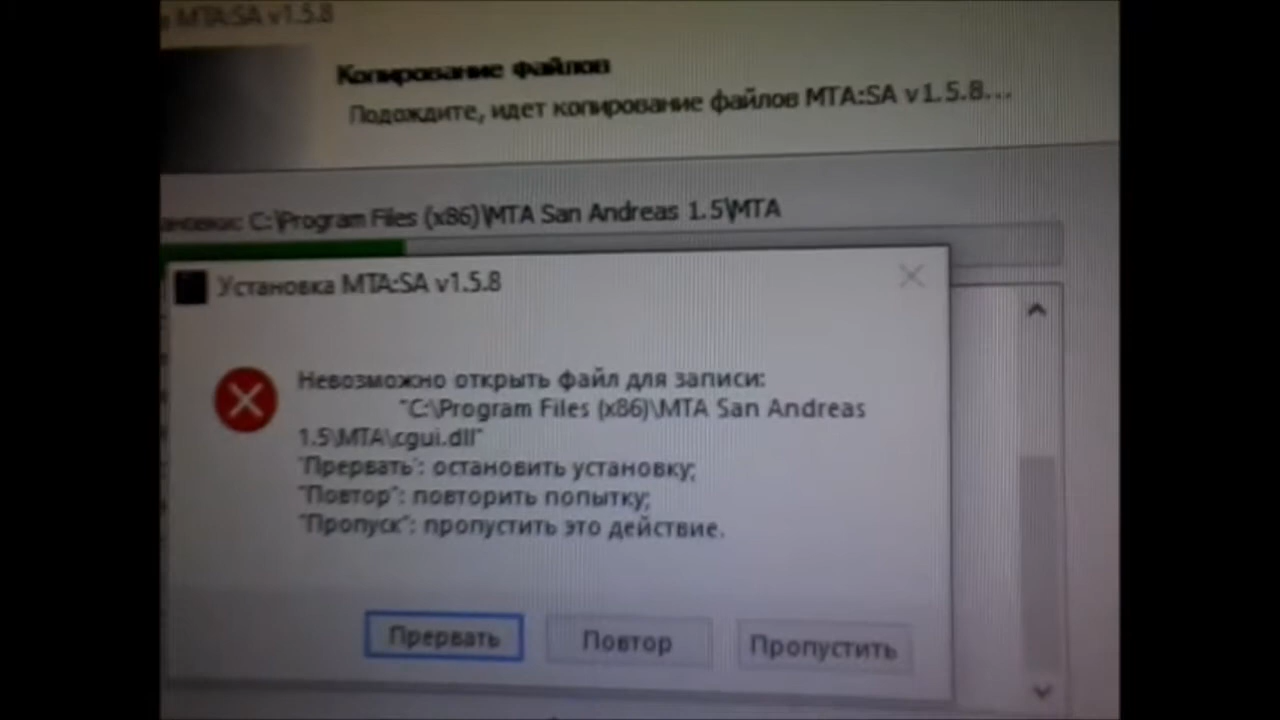 MTA:SA v1.5.8
Копирование файлов
Подождите, идет копирование файлов MTA:SA v1.5.8...
C:\Program Files (x86)\MTA San Andreas 1.5\MTA
Установка MTA:SA v1.5.8
Невозможно открыть файл для записи:
"C:\Program Files (x86)\MTA San Andreas
1.5\MTA\cgui.dll"
"Прервать": остановить установку;
"Повтор": повторить попытку;
"Пропуск": пропустить это действие.
Прервать
Повтор
Пропустить